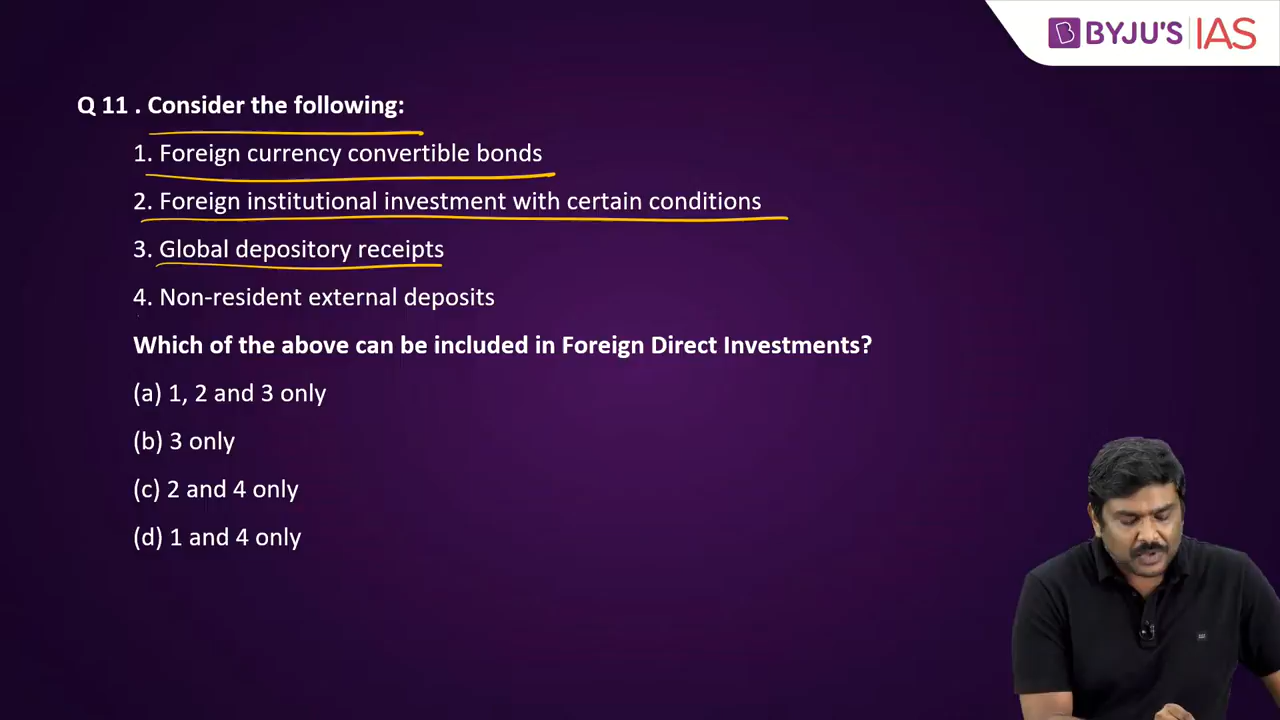 BYJU'S IAS
Q 11 . Consider the following:
1. Foreign currency convertible bonds
2. Foreign institutional investment with certain conditions
3. Global depository receipts
4. Non-resident external deposits
Which of the above can be included in Foreign Direct Investments?
(a) 1, 2 and 3 only
(b) 3 only
(c) 2 and 4 only
(d) 1 and 4 only